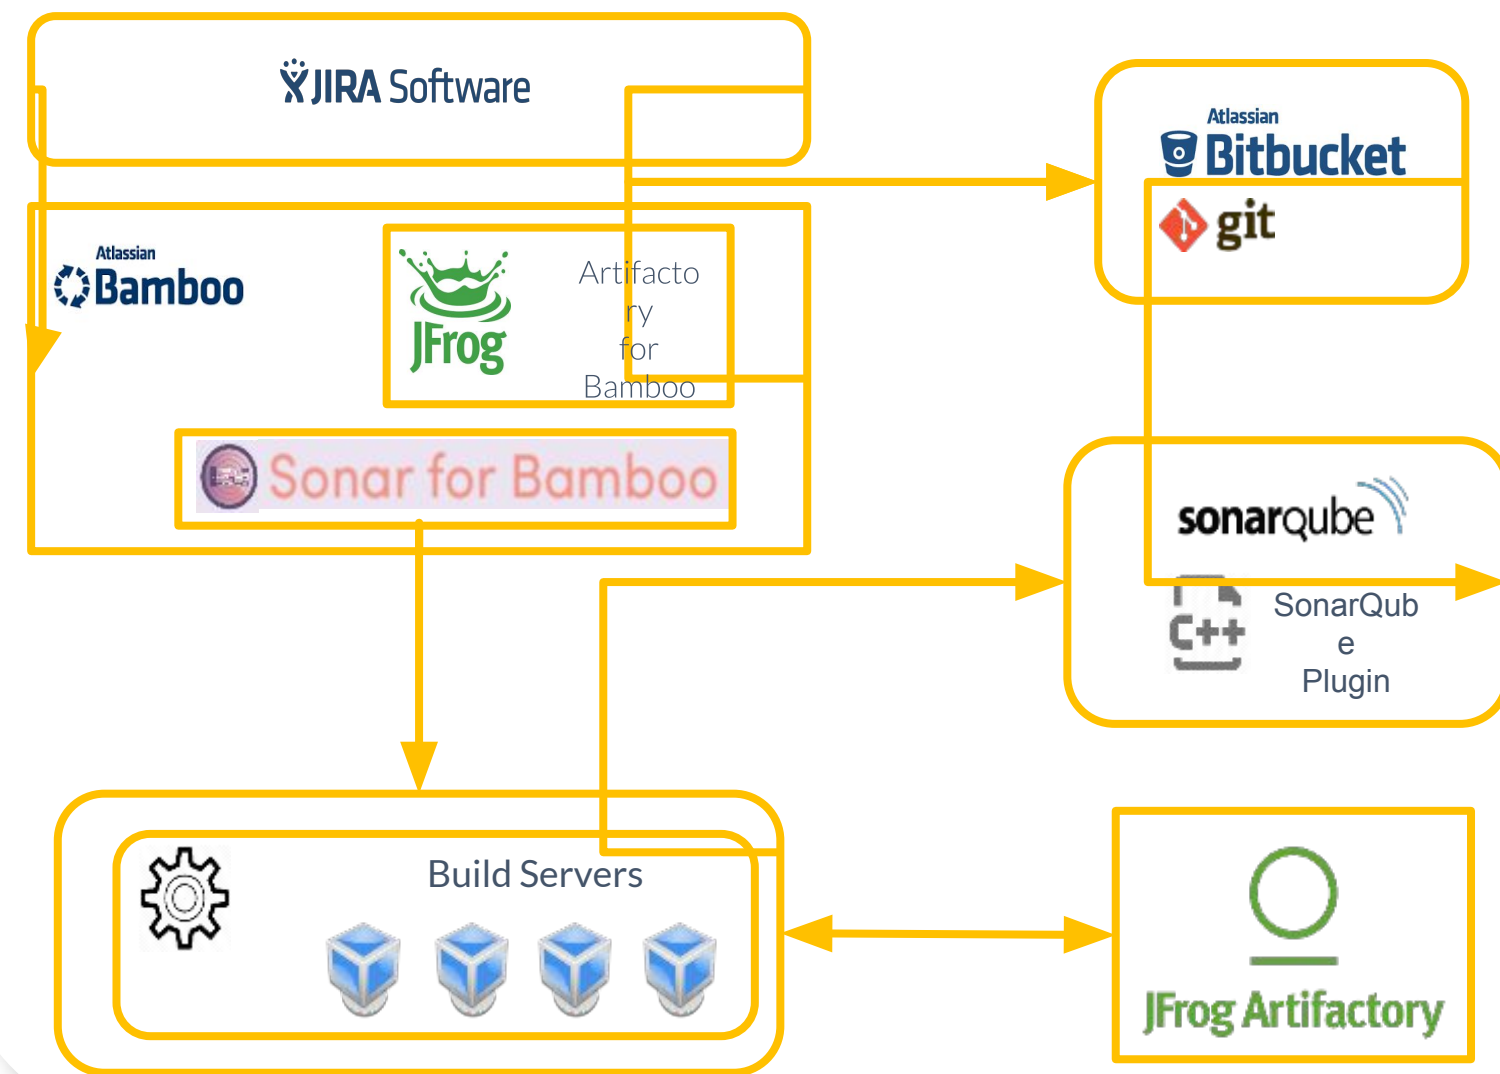 JIRA Software
Atlassian
Bitbucket
git
Atlassian
Bamboo
JFrog
Artifacto
ry
for
Bamboo
Sonar for Bamboo
sonarqube
C++
SonarQub
e
Plugin
Build Servers
JFrog Artifactory